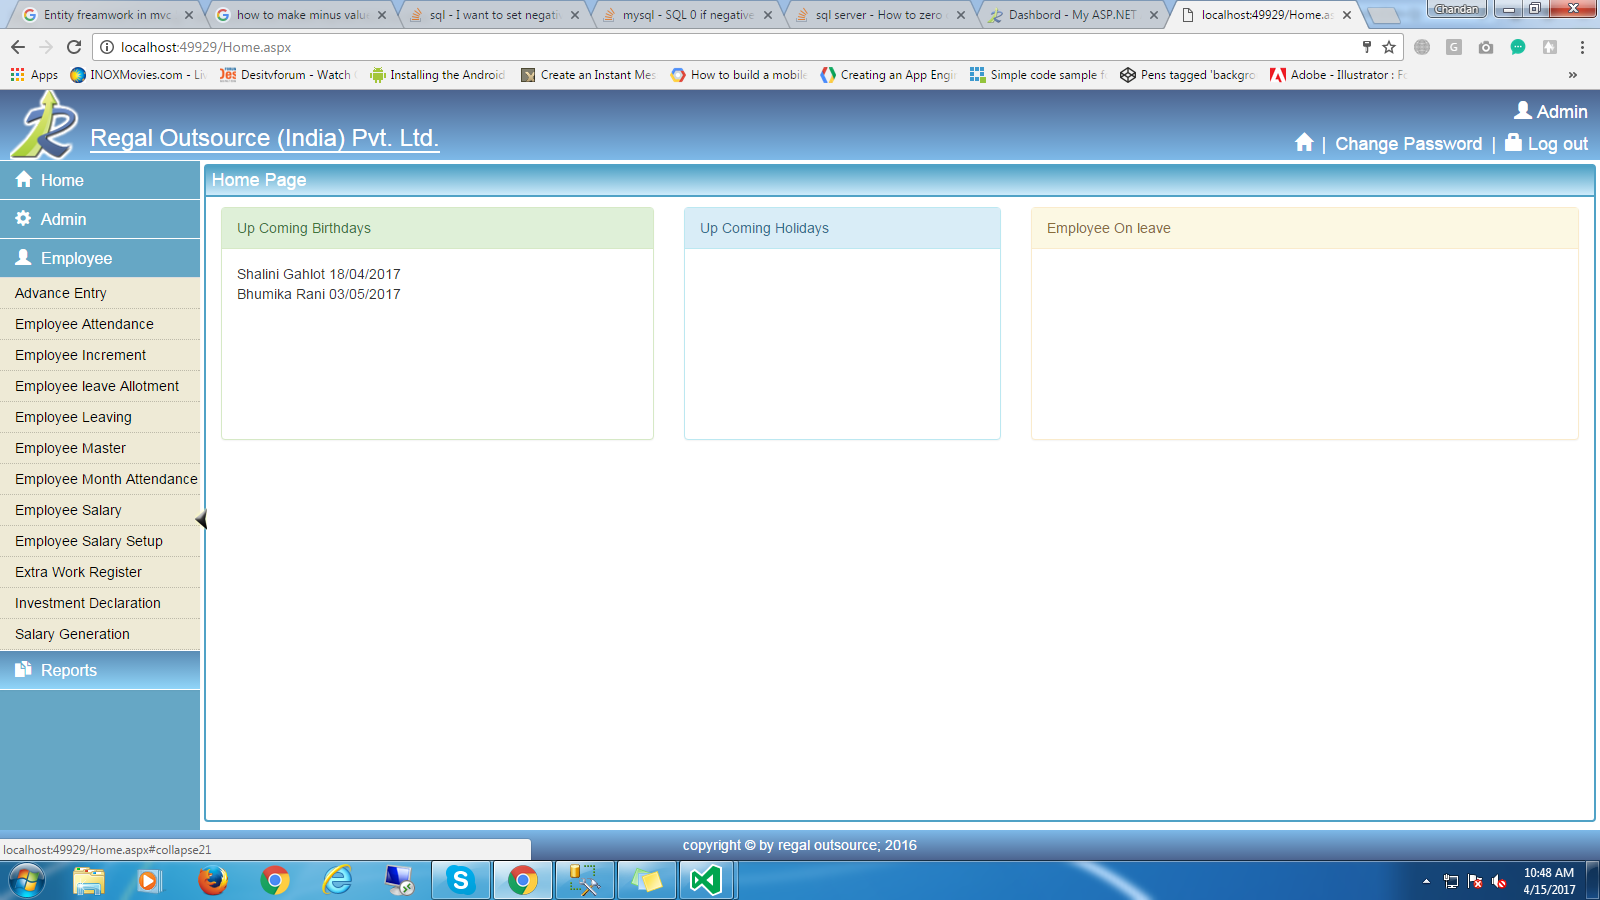 Entity freamwork in mvc
how to make minus value
sql - I want to set negativ
mysql - SQL 0 if negative
sql server - How to zero
Dashbord - My ASP.NET
localhost:49929/Home.as
Chandan
localhost:49929/Home.aspx
Apps
INOXMovies.com - Liv
Desitvforum - Watch
Installing the Android
Create an Instant Mes
How to build a mobile
Creating an App Engi
Simple code sample f
Pens tagged 'backgro
Adobe - Illustrator : Fo
»
Regal Outsource (India) Pvt. Ltd.
Admin
| Change Password | Log out
Home
Admin
Employee
Advance Entry
Employee Attendance
Employee Increment
Employee leave Allotment
Employee Leaving
Employee Master
Employee Month Attendance
Employee Salary
Employee Salary Setup
Extra Work Register
Investment Declaration
Salary Generation
Reports
Home Page
Up Coming Birthdays
Shalini Gahlot 18/04/2017
Bhumika Rani 03/05/2017
Up Coming Holidays
Employee On leave
copyright © by regal outsource; 2016
localhost:49929/Home.aspx#collapse21
10:48 AM
4/15/2017